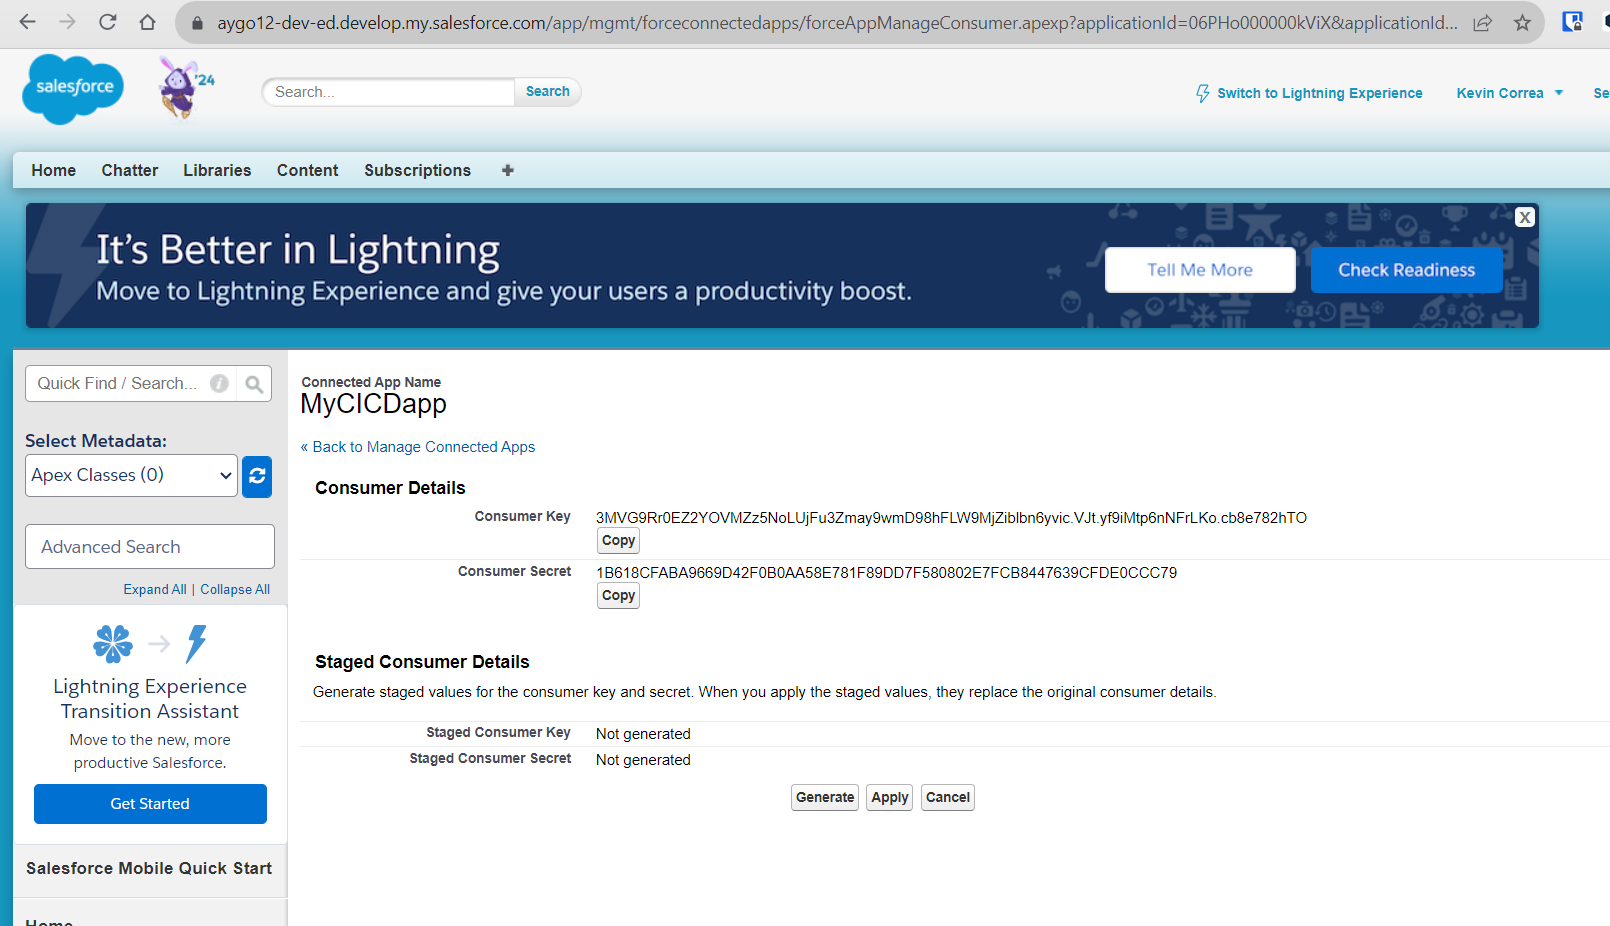 aygo12-dev-ed.develop.my.salesforce.com/app/mgmt/forceconnectedapps/forceAppManageConsumer.apexp?applicationId=06PHo000000kViX&applicationId...
salesforce
'24
Search...
Search
Switch to Lightning Experience
Kevin Correa
Se
Home
Chatter
Libraries
Content
Subscriptions
+
It's Better in Lightning
Move to Lightning Experience and give your users a productivity boost.
Tell Me More
Check Readiness
X
Quick Find / Search...
i
Select Metadata:
Apex Classes (0)
Advanced Search
Expand All | Collapse All
Lightning Experience
Transition Assistant
Move to the new, more
productive Salesforce.
Get Started
Salesforce Mobile Quick Start
Home
Connected App Name
MyCICDapp
« Back to Manage Connected Apps
Consumer Details
Consumer Key
3MVG9Rr0EZ2YOVMZz5NoLUjFu3Zmay9wmD98hFLW9MjZiblbn6yvic.VJt.yf9iMtp6nNFrLKo.cb8e782hTO
Copy
Consumer Secret
1B618CFABA9669D42F0B0AA58E781F89DD7F580802E7FCB8447639CFDE0CCC79
Copy
Staged Consumer Details
Generate staged values for the consumer key and secret. When you apply the staged values, they replace the original consumer details.
Staged Consumer Key
Not generated
Staged Consumer Secret
Not generated
Generate
Apply
Cancel